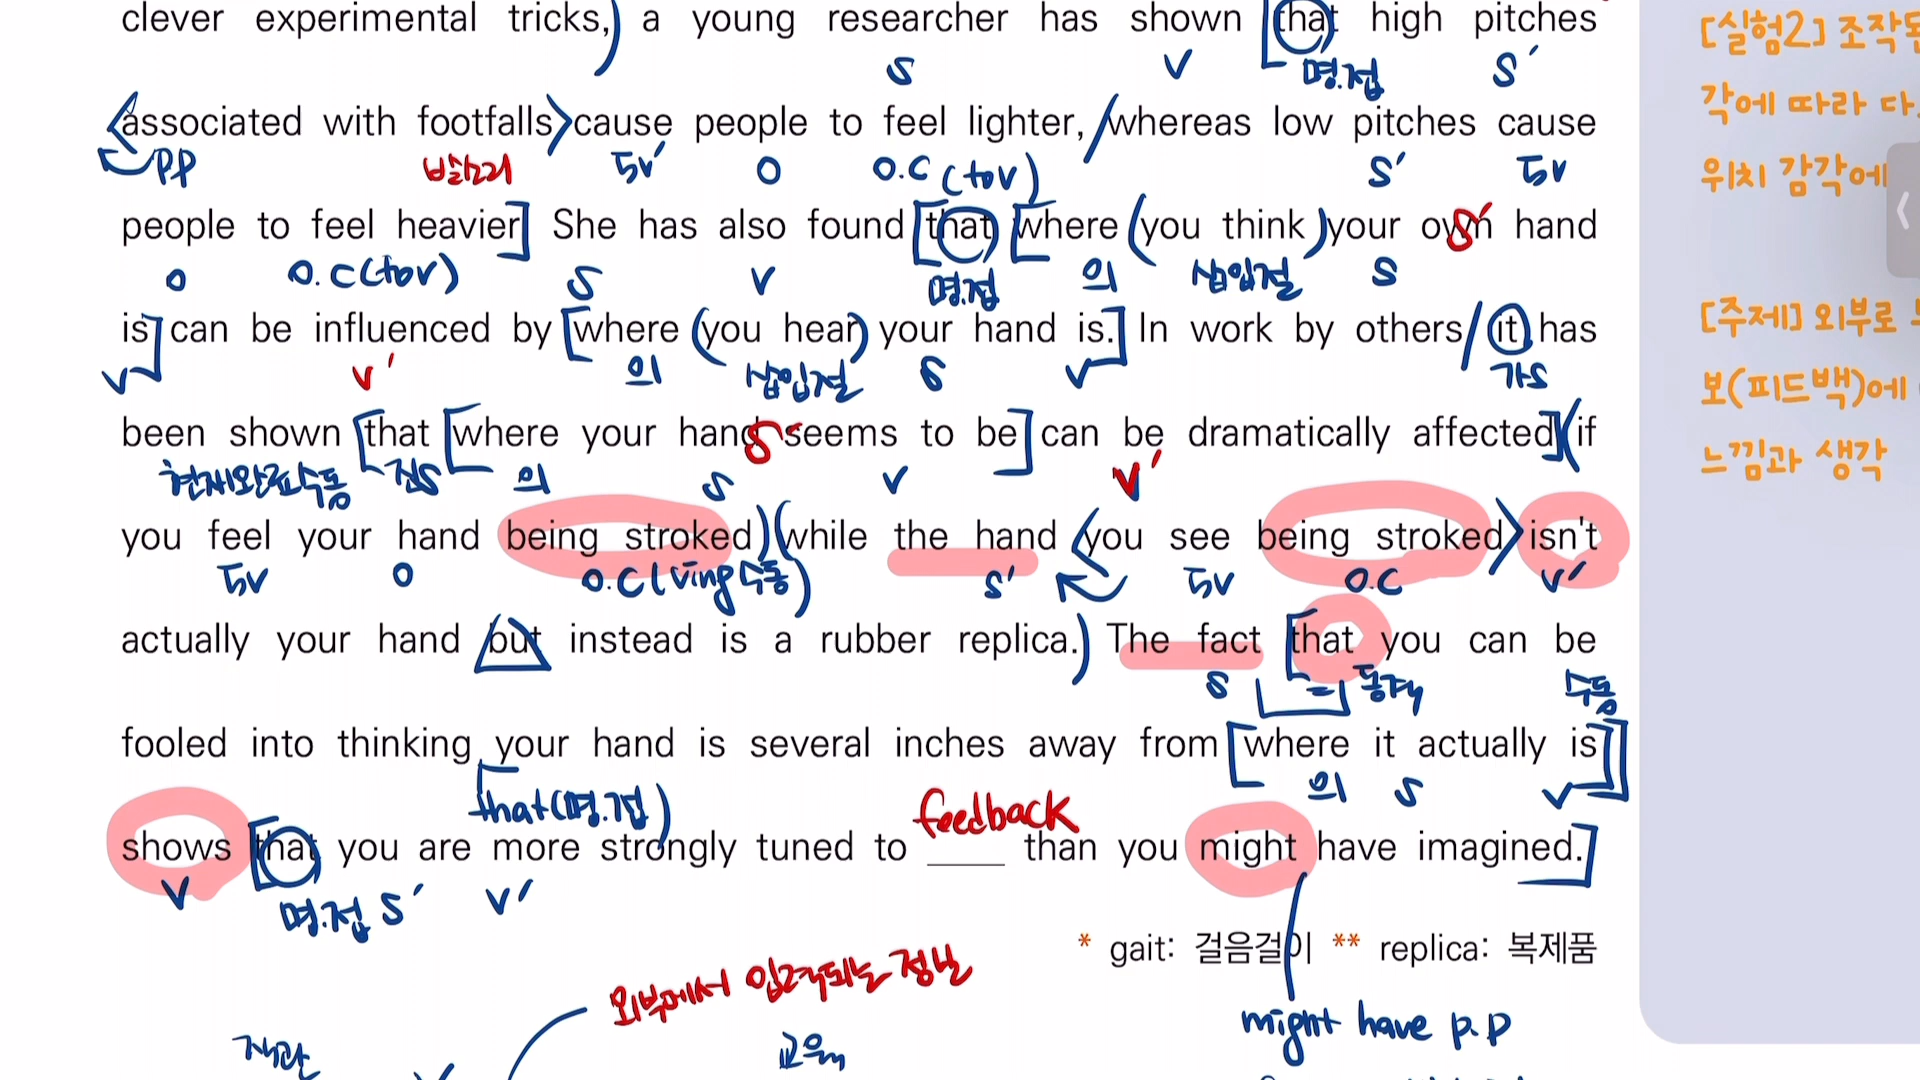 clever experimental tricks, a young researcher has shown that high pitches
S V 명.접 S′
associated with footfalls cause people to feel lighter, whereas low pitches cause
PP 발소리 5v′ O O.C (to V) S′ 5V
people to feel heavier. She has also found that where you think your own hand
O O.C (to V) S V 명.접 의 삽입절 S S′
is can be influenced by where you hear your hand is. In work by others it has
V V′ 의 삽입절 S V 가S
been shown that where your hand seems to be can be dramatically affected if
현재완료수동 진S 의 S S′ V V′
you feel your hand being stroked while the hand you see being stroked isn't
5V O O.C (ving수동) S′ 5V O.C V′
actually your hand but instead is a rubber replica. The fact that you can be
S = 동격 수동
fooled into thinking your hand is several inches away from where it actually is
that(명.접) 의 S V
feedback
shows that you are more strongly tuned to ____ than you might have imagined.
V 명.접 S′ V′
* gait: 걸음걸이 ** replica: 복제품
외부에서 입력되는 정보
might have p.p
[실험2] 조작된
각에 따라 다
위치 감각에
[주제] 외부로
보(피드백)에
느낌과 생각